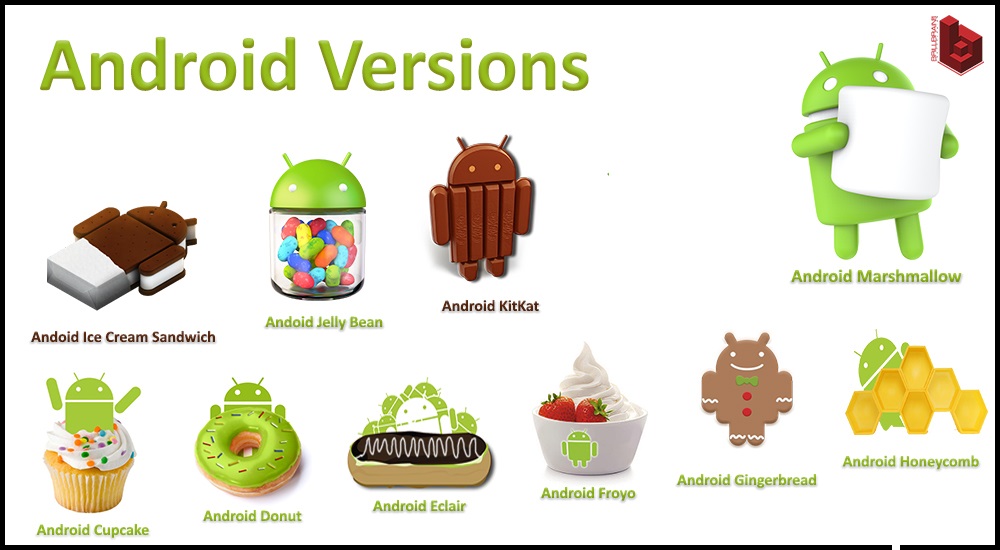 Android Versions
BRILLEBRAINS
Android Marshmallow
Android KitKat
Andoid Jelly Bean
Andoid Ice Cream Sandwich
Android Honeycomb
Android Gingerbread
Android Froyo
Android Eclair
Android Donut
Android Cupcake